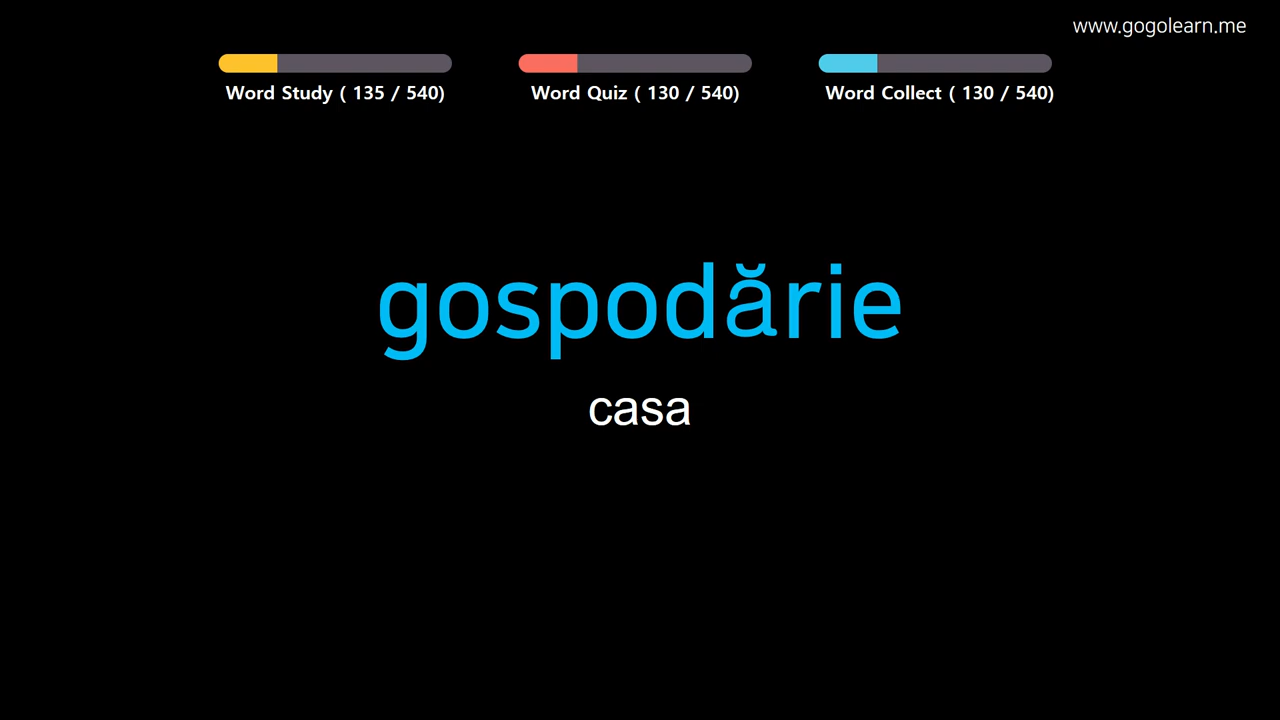 www.gogolearn.me
Word Study ( 135 / 540)
Word Quiz ( 130 / 540)
Word Collect ( 130 / 540)
gospodărie
casa